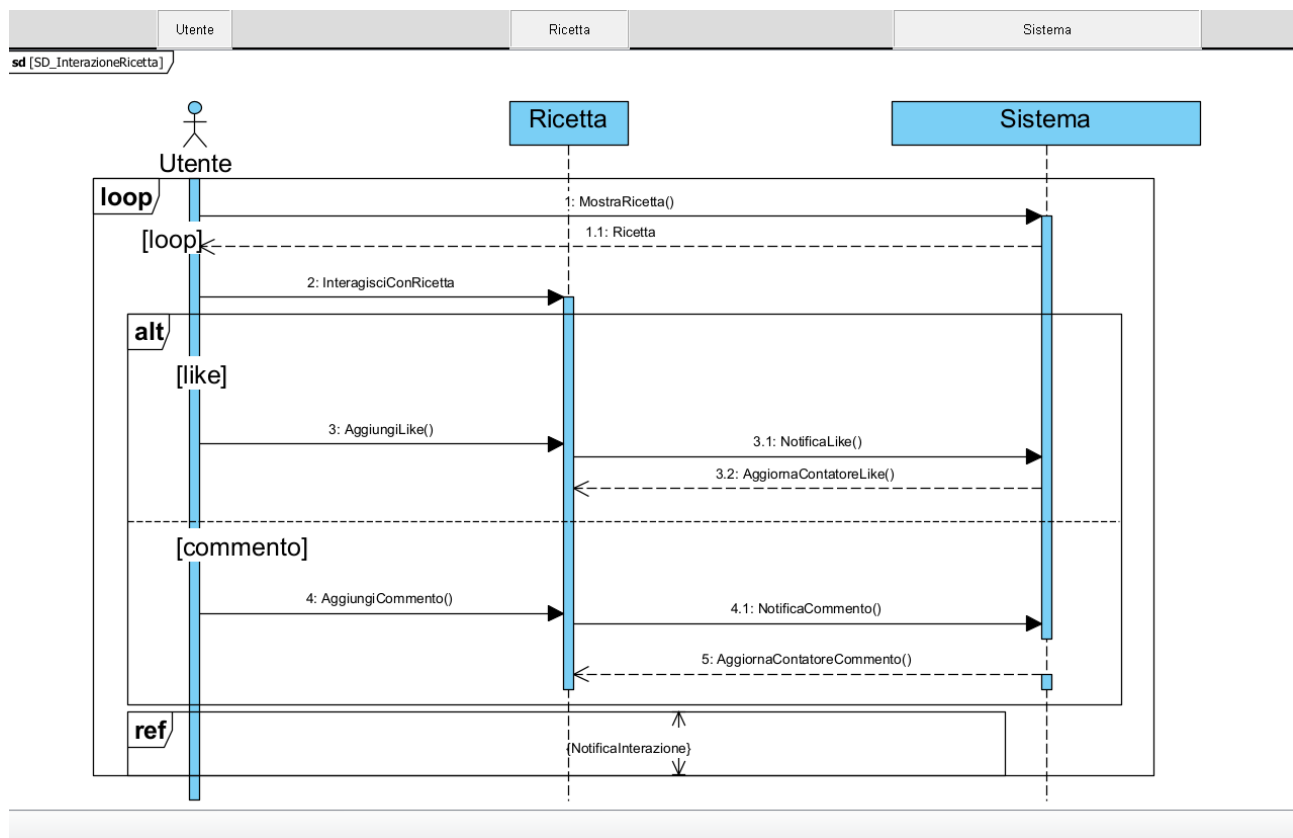 Utente
Ricetta
Sistema
sd [SD_InterazioneRicetta]
Ricetta
Sistema
Utente
loop
1: MostraRicetta()
[loop]
1.1: Ricetta
2: InteragisciConRicetta
alt
[like]
3: AggiungiLike()
3.1: NotificaLike()
3.2: AggiornaContatoreLike()
[commento]
4: AggiungiCommento()
4.1: NotificaCommento()
5: AggiornaContatoreCommento()
ref
{NotificaInterazione}